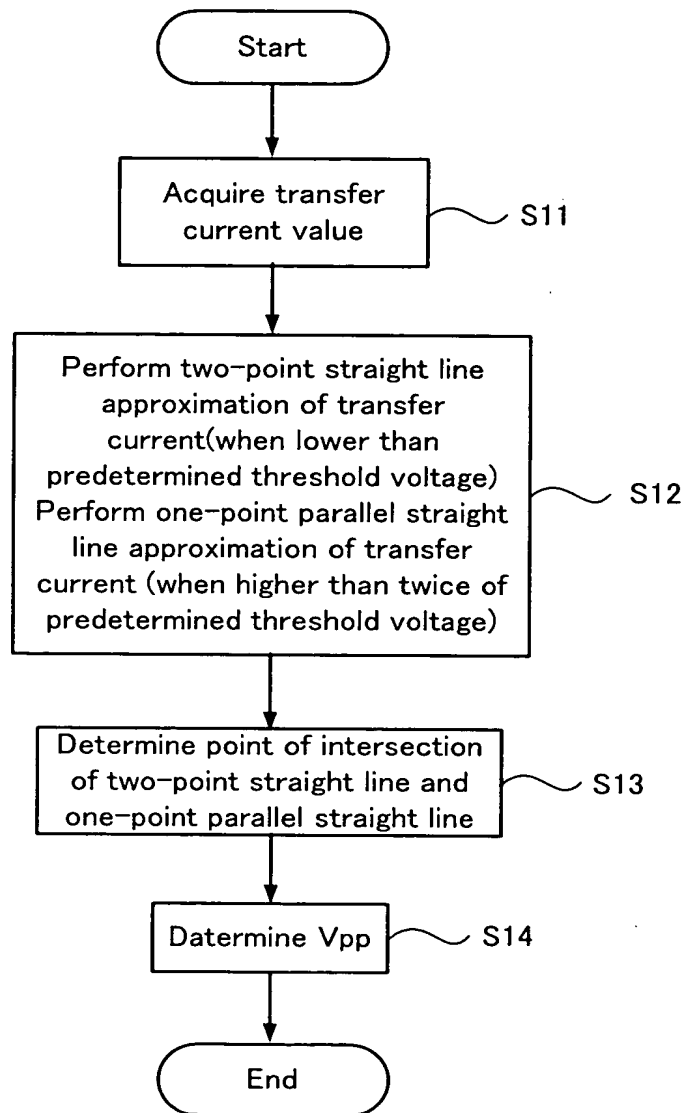 Start
Acquire transfer
current value
S11
Perform two-point straight line
approximation of transfer
current(when lower than
predetermined threshold voltage)
Perform one-point parallel straight
line approximation of transfer
current (when higher than twice of
predetermined threshold voltage)
S12
Determine point of intersection
of two-point straight line and
one-point parallel straight line
S13
Datermine Vpp
S14
End